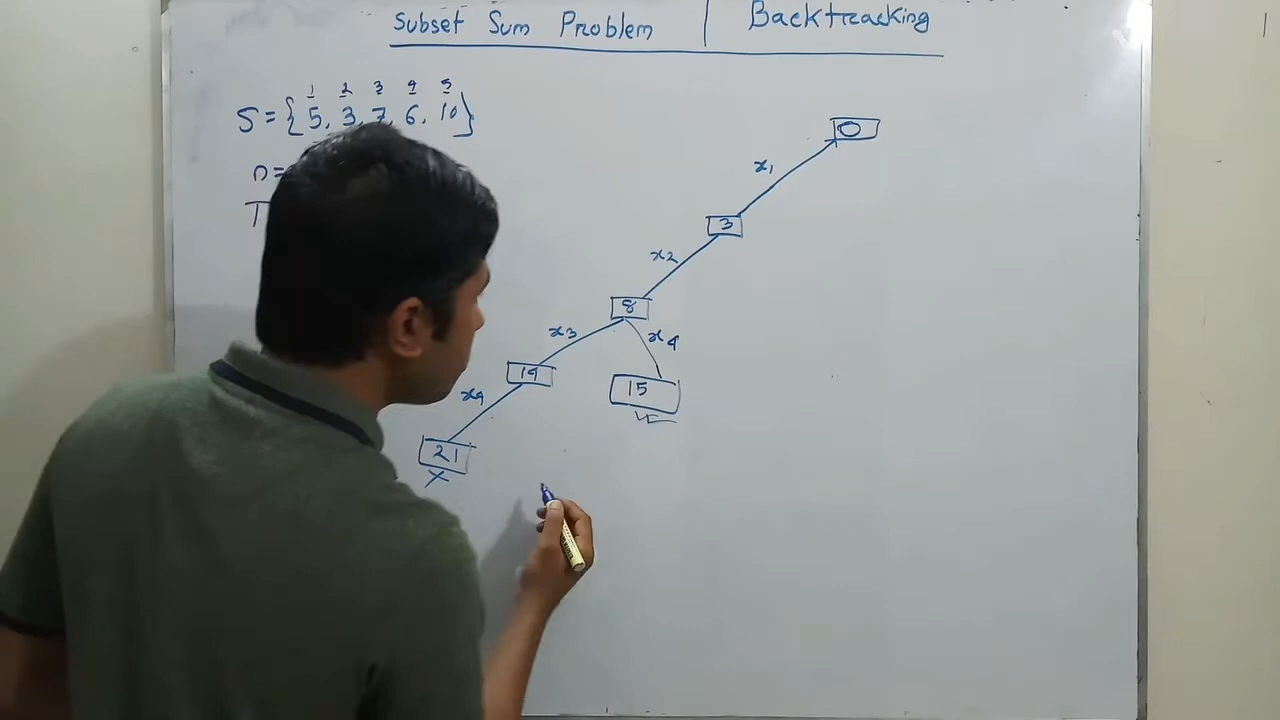 Subset Sum Problem | Backtracking
1 2 3 4 5
S = {5, 3, 7, 6, 10}
n =
T
0
x₁
3
x₂
8
x₃ x₄
14 15
x₄
21
x